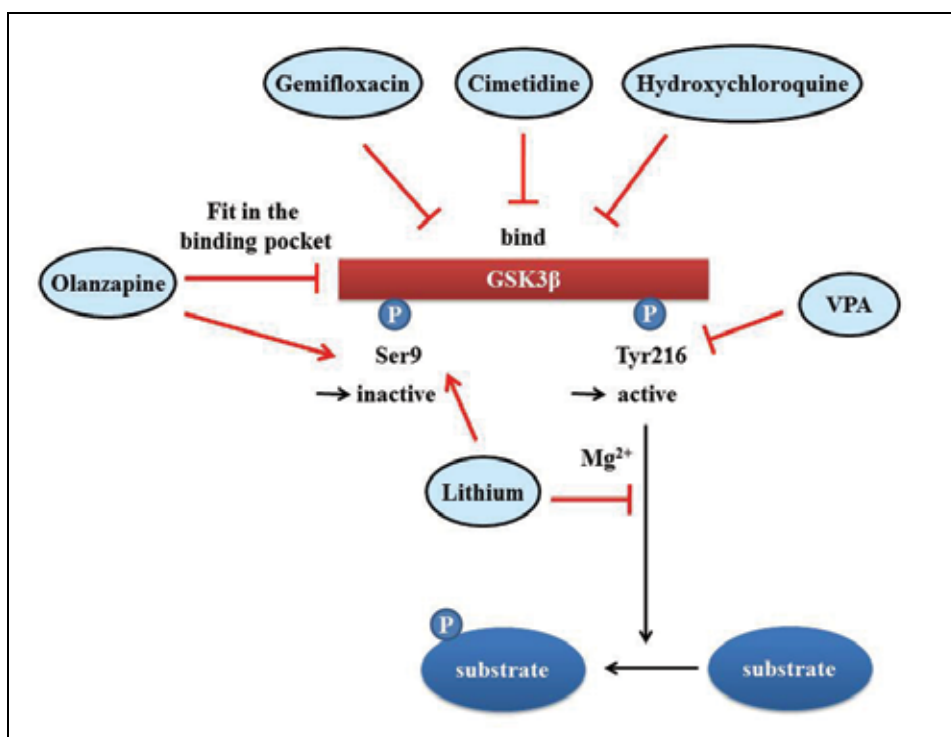 Gemifloxacin
Cimetidine
Hydroxychloroquine
Fit in the
binding pocket
bind
Olanzapine
GSK3β
VPA
P
P
Ser9
Tyr216
inactive
active
Mg²⁺
Lithium
P
substrate
substrate